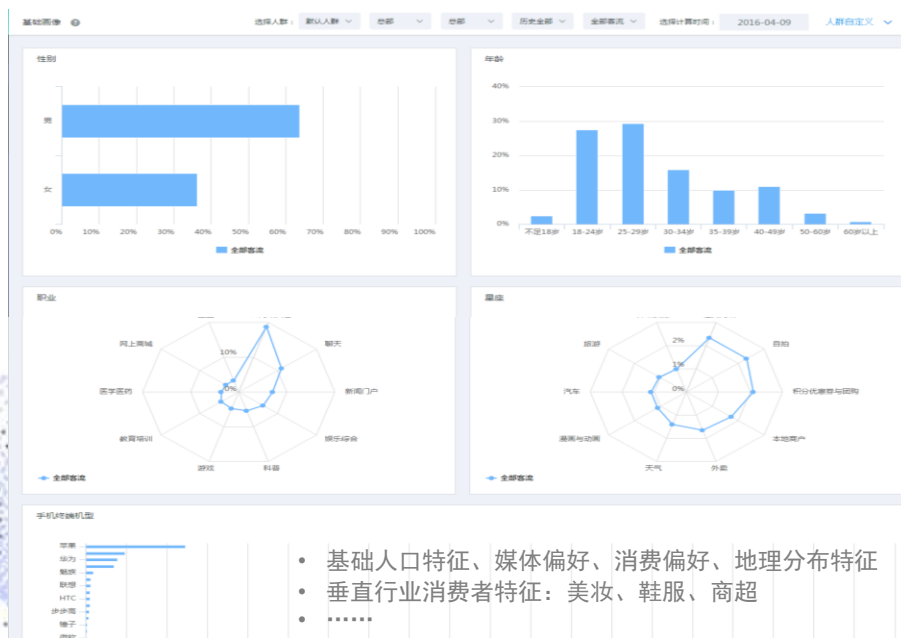 基础画像
选择人群： 默认人群 总部 总部 历史全部 全部客流 选择计算时间： 2016-04-09 人群自定义
性别
男
女
0% 10% 20% 30% 40% 50% 60% 70% 80% 90% 100%
全部客流
年龄
40%
30%
20%
10%
0%
不足18岁 18-24岁 25-29岁 30-34岁 35-39岁 40-49岁 50-60岁 60岁以上
全部客流
职业
网上商城
聊天
10%
医学医药
0%
新闻门户
教育培训
娱乐综合
游戏
科普
全部客流
星座
旅游
2%
自拍
1%
汽车
0%
积分优惠券与团购
漫画与动画
本地商户
天气
外卖
全部客流
手机终端机型
苹果
华为
魅族
联想
HTC
步步高
锤子
• 基础人口特征、媒体偏好、消费偏好、地理分布特征
• 垂直行业消费者特征：美妆、鞋服、商超
• ……